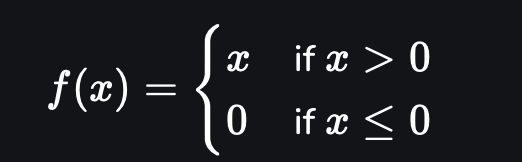 f(x) = { x if x > 0
0 if x ≤ 0